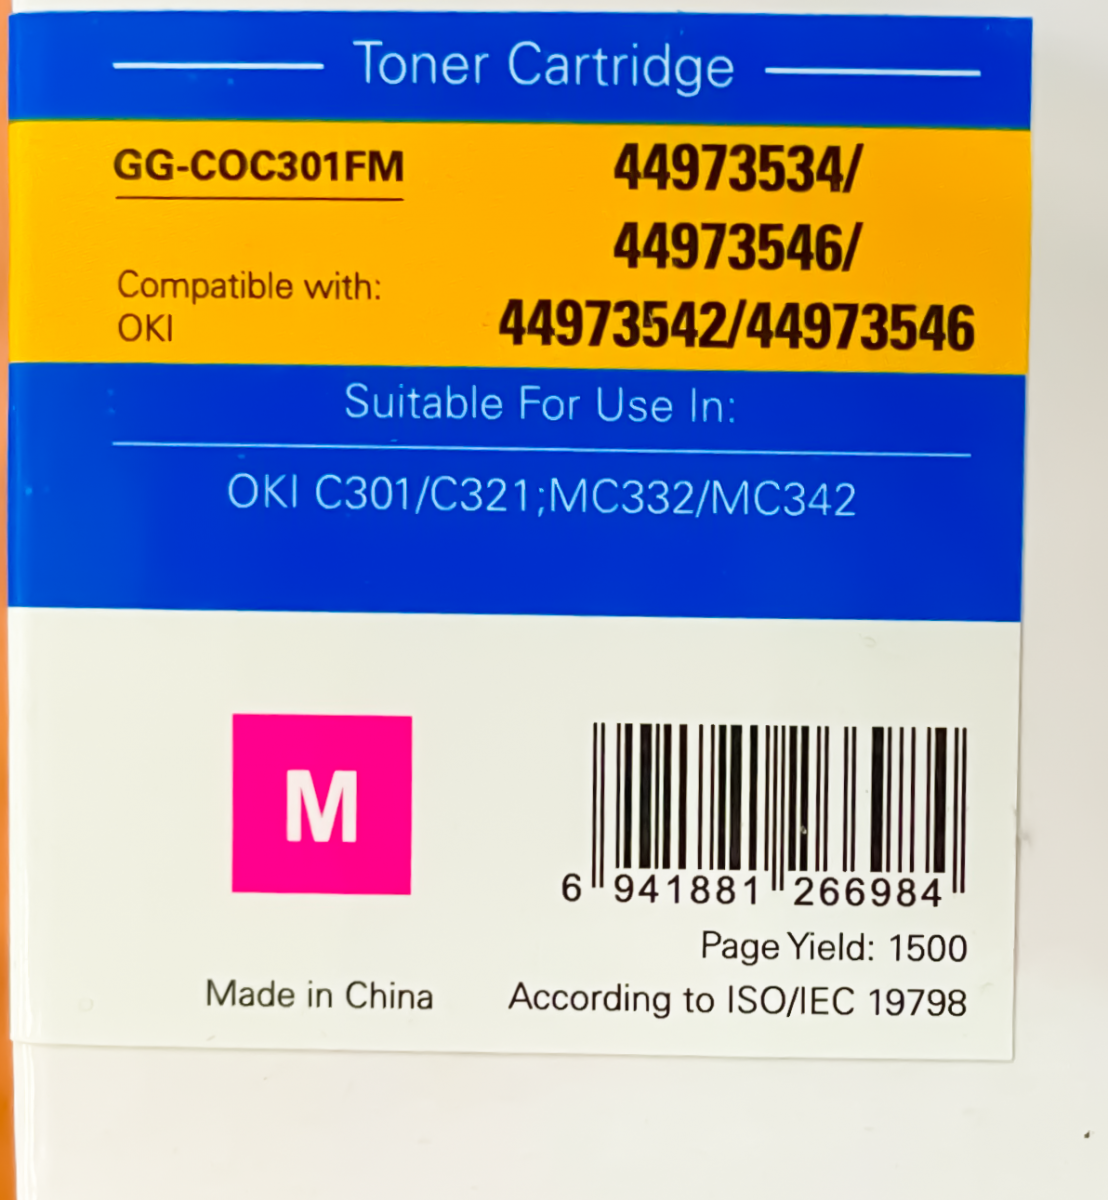 Toner Cartridge
GG-COC301FM
Compatible with:
OKI
44973534/
44973546/
44973542/44973546
Suitable For Use In:
OKI C301/C321;MC332/MC342
M
6 941881 266984
Page Yield: 1500
Made in China
According to ISO/IEC 19798